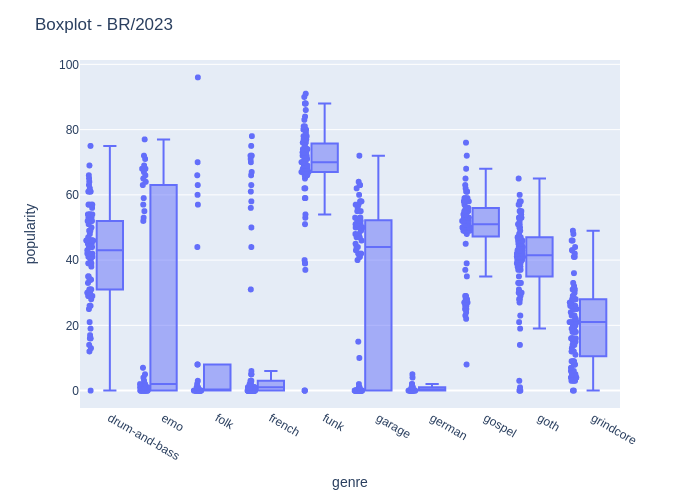 Boxplot - BR/2023
100
80
60
40
20
0
popularity
drum-and-bass
emo
folk
french
funk
garage
german
gospel
goth
grindcore
genre